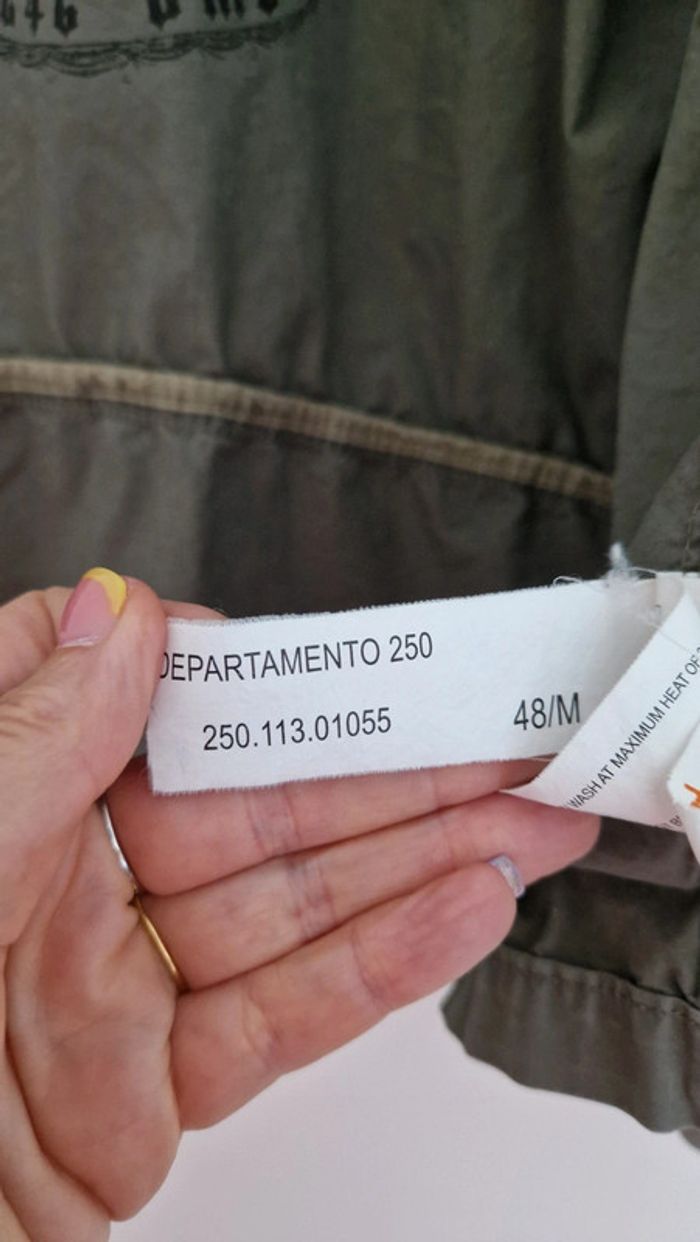 DEPARTAMENTO 250
250.113.01055
48/M
WASH AT MAXIMUM HEAT OF